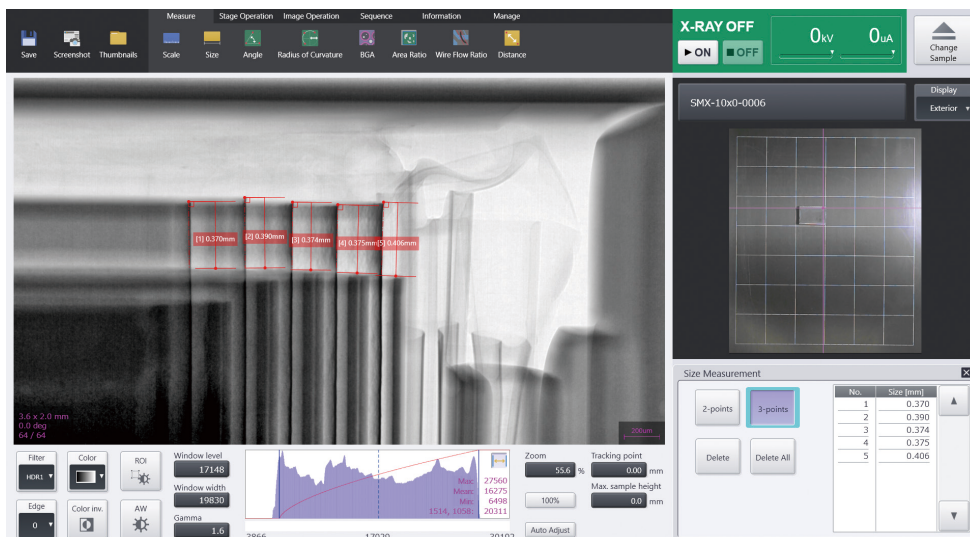 Measure Stage Operation Image Operation Sequence Information Manage
Save Screenshot Thumbnails Scale Size Angle Radius of Curvature BGA Area Ratio Wire Flow Ratio Distance
X-RAY OFF
▶ ON ■ OFF
0kV 0uA
Change
Sample
SMX-10x0-0006
Display
Exterior
[1] 0.370mm
[2] 0.390mm
[3] 0.374mm
[4] 0.375mm
[5] 0.406mm
3.6 x 2.0 mm
0.0 deg
64 / 64
200um
Size Measurement
2-points 3-points
Delete Delete All
No. Size [mm]
1 0.370
2 0.390
3 0.374
4 0.375
5 0.406
Filter
HDR1
Color
ROI
Edge
0
Color inv.
AW
Window level
17148
Window width
19830
Gamma
1.6
Max: 27560
Mean: 16275
Min: 6498
1514, 1058: 20311
Zoom
55.6 %
100%
Auto Adjust
Tracking point
0.00 mm
Max. sample height
0.0 mm